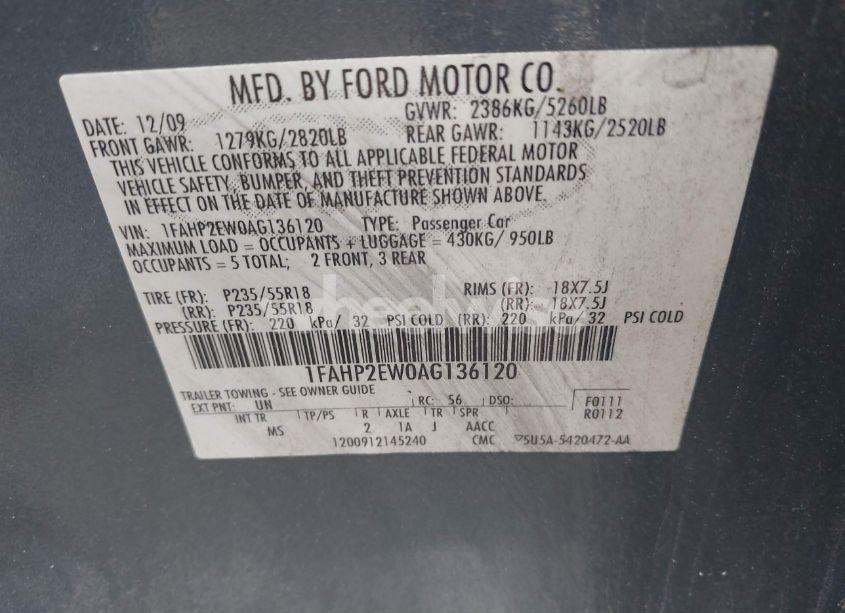 MFD. BY FORD MOTOR CO.
DATE: 12/09 GVWR: 2386KG/5260LB
FRONT GAWR: 1279KG/2820LB REAR GAWR: 1143KG/2520LB
THIS VEHICLE CONFORMS TO ALL APPLICABLE FEDERAL MOTOR
VEHICLE SAFETY, BUMPER, AND THEFT PREVENTION STANDARDS
IN EFFECT ON THE DATE OF MANUFACTURE SHOWN ABOVE.
VIN: 1FAHP2EW0AG136120 TYPE: Passenger Car
MAXIMUM LOAD = OCCUPANTS + LUGGAGE = 430KG/ 950LB
OCCUPANTS = 5 TOTAL; 2 FRONT, 3 REAR
TIRE (FR): P235/55R18 RIMS (FR): 18X7.5J
(RR): P235/55R18 (RR): 18X7.5J
PRESSURE (FR): 220 kPa/ 32 PSI COLD (RR): 220 kPa/ 32 PSI COLD
1FAHP2EW0AG136120
TRAILER TOWING - SEE OWNER GUIDE
EXT PNT: UN RC: 56 DSO: F0111
R0112
INT TR TP/PS R AXLE TR SPR
MS 2 1A J AACC
1200912145240 CMC 5U5A-5420472-AA